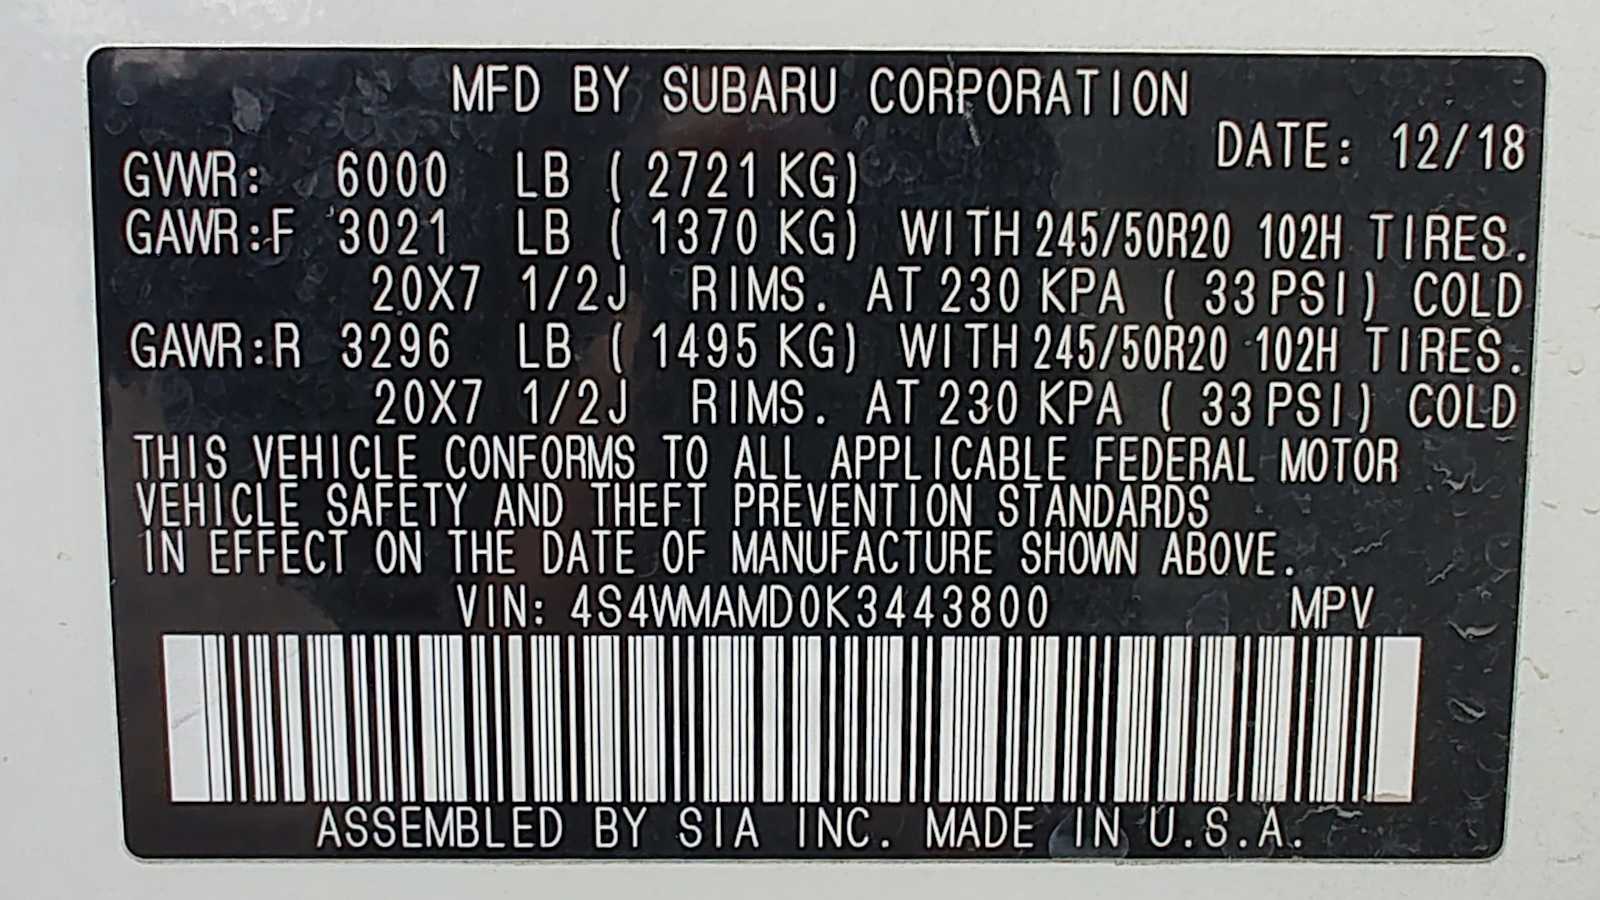 MFD BY SUBARU CORPORATION
DATE: 12/18
GVWR: 6000 LB (2721 KG)
GAWR:F 3021 LB (1370 KG) WITH 245/50R20 102H TIRES.
20X7 1/2J RIMS. AT 230 KPA (33 PSI) COLD
GAWR:R 3296 LB (1495 KG) WITH 245/50R20 102H TIRES.
20X7 1/2J RIMS. AT 230 KPA (33 PSI) COLD
THIS VEHICLE CONFORMS TO ALL APPLICABLE FEDERAL MOTOR
VEHICLE SAFETY AND THEFT PREVENTION STANDARDS
IN EFFECT ON THE DATE OF MANUFACTURE SHOWN ABOVE.
VIN: 4S4WMAMD0K3443800 MPV
ASSEMBLED BY SIA INC. MADE IN U.S.A.